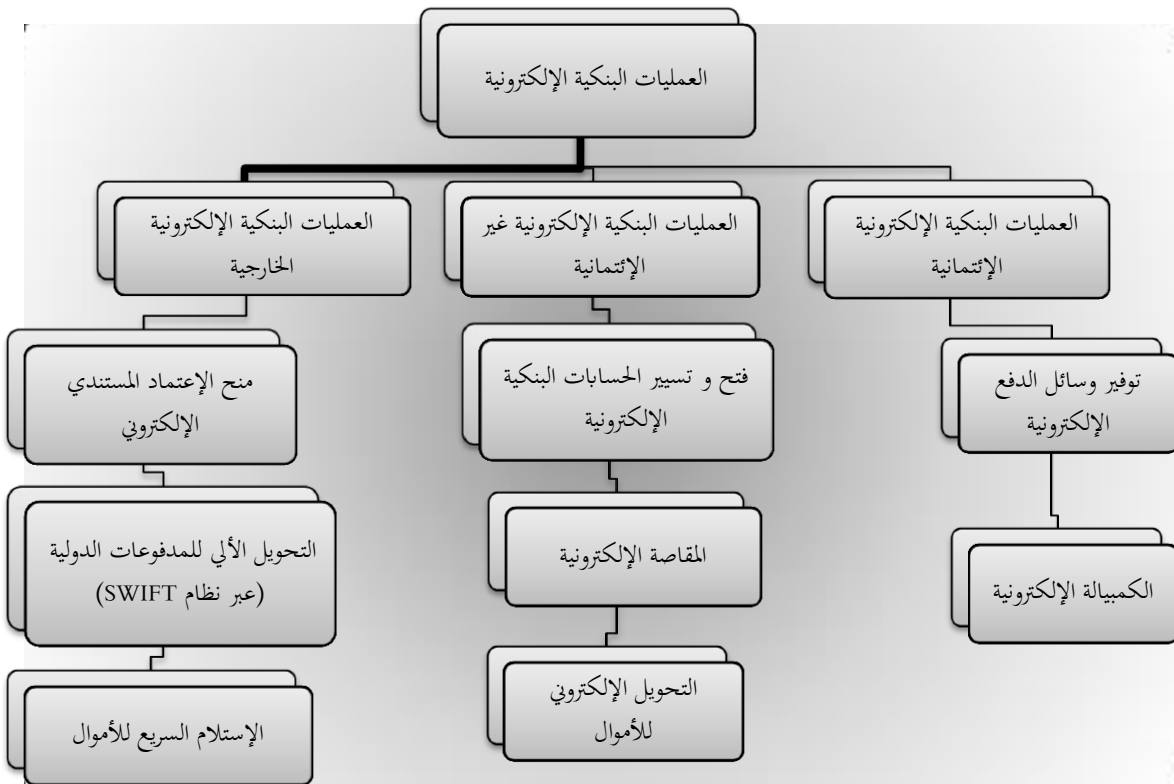 العمليات البنكية الإلكترونية
العمليات البنكية الإلكترونية
الإئتمانية
العمليات البنكية الإلكترونية غير
الإئتمانية
العمليات البنكية الإلكترونية
الخارجية
توفير وسائل الدفع
الإلكترونية
فتح و تسيير الحسابات البنكية
الإلكترونية
منح الإعتماد المستندي
الإلكتروني
الكمبيالة الإلكترونية
المقاصة الإلكترونية
التحويل الألي للمدفوعات الدولية
(عبر نظام SWIFT)
التحويل الإلكتروني
للأموال
الإستلام السريع للأموال